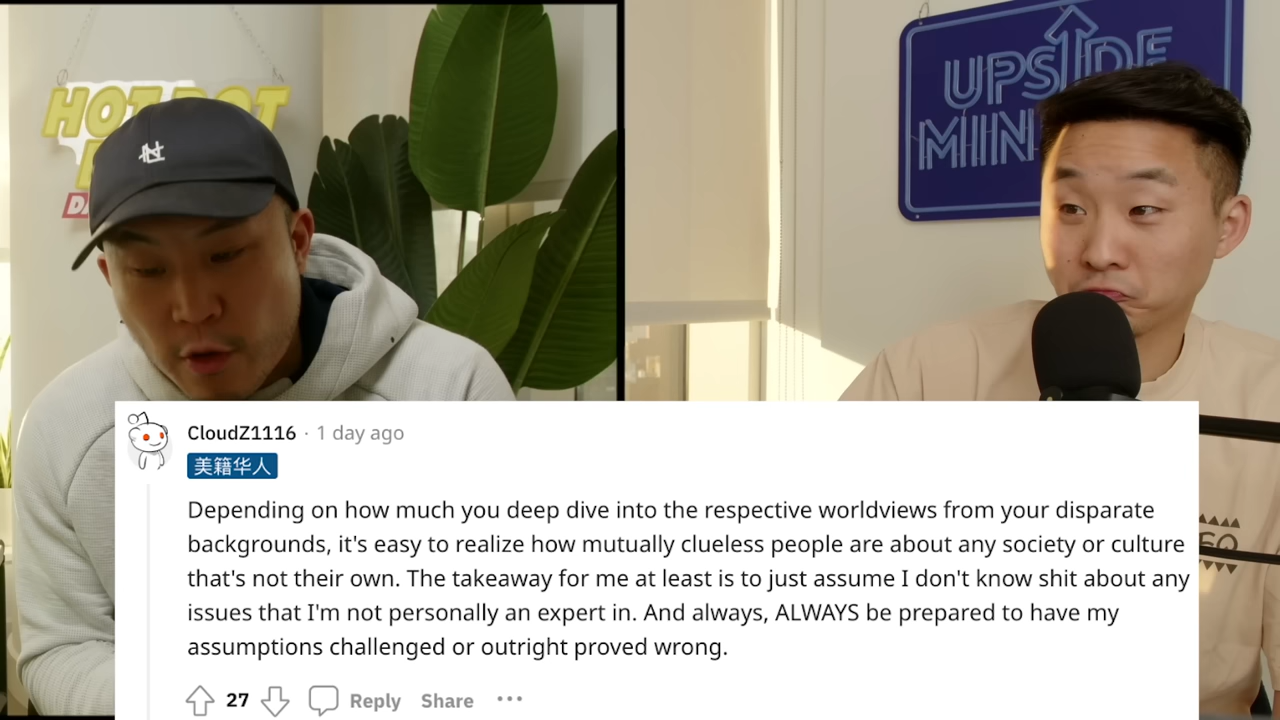 HOT POT
UPSIDE
MIN
CloudZ1116 · 1 day ago
美籍华人
Depending on how much you deep dive into the respective worldviews from your disparate
backgrounds, it's easy to realize how mutually clueless people are about any society or culture
that's not their own. The takeaway for me at least is to just assume I don't know shit about any
issues that I'm not personally an expert in. And always, ALWAYS be prepared to have my
assumptions challenged or outright proved wrong.
27 Reply Share ···